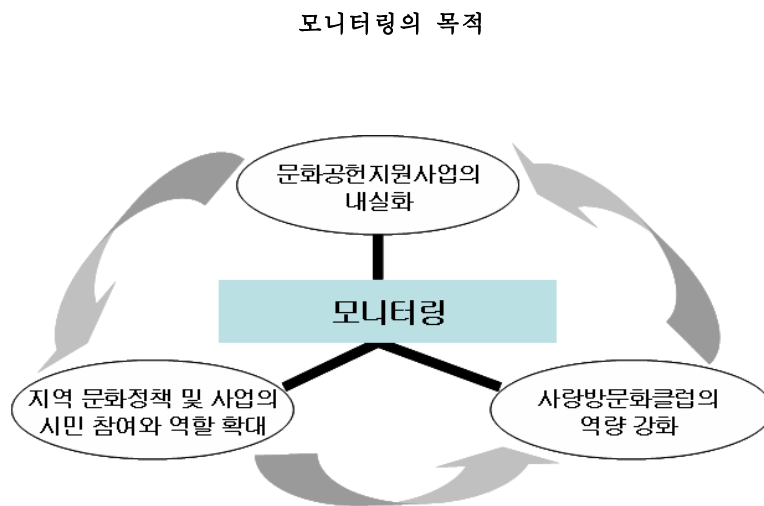 모니터링의 목적
문화공헌지원사업의
내실화
모니터링
지역 문화정책 및 사업의
시민 참여와 역할 확대
사랑방문화클럽의
역량 강화